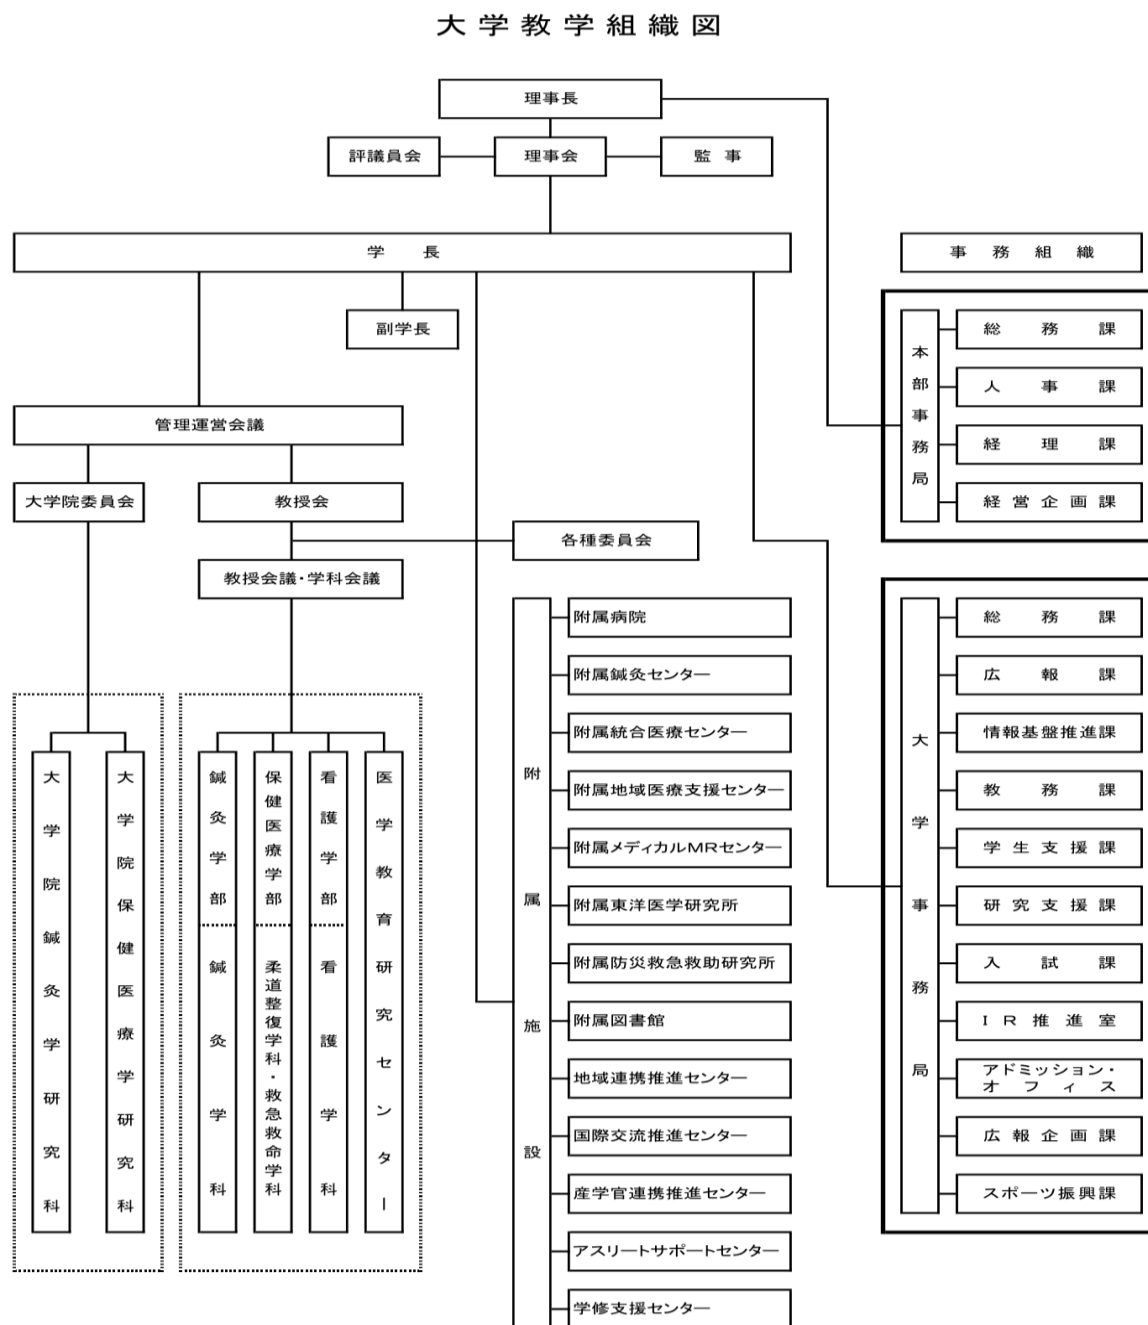 大学教学組織図
理事長
評議員会
理事会
監事
学長
事務組織
副学長
本部事務局
総務課
人事課
経理課
経営企画課
管理運営会議
大学院委員会
教授会
各種委員会
教授会議・学科会議
大学院鍼灸学研究科
大学院保健医療学研究科
鍼灸学部
鍼灸学科
保健医療学部
柔道整復学科・救急救命学科
看護学部
看護学科
医学教育研究センター
附属施設
附属病院
附属鍼灸センター
附属統合医療センター
附属地域医療支援センター
附属メディカルMRセンター
附属東洋医学研究所
附属防災救急救助研究所
附属図書館
地域連携推進センター
国際交流推進センター
産学官連携推進センター
アスリートサポートセンター
学修支援センター
大学事務局
総務課
広報課
情報基盤推進課
教務課
学生支援課
研究支援課
入試課
IR推進室
アドミッション・
オフィス
広報企画課
スポーツ振興課